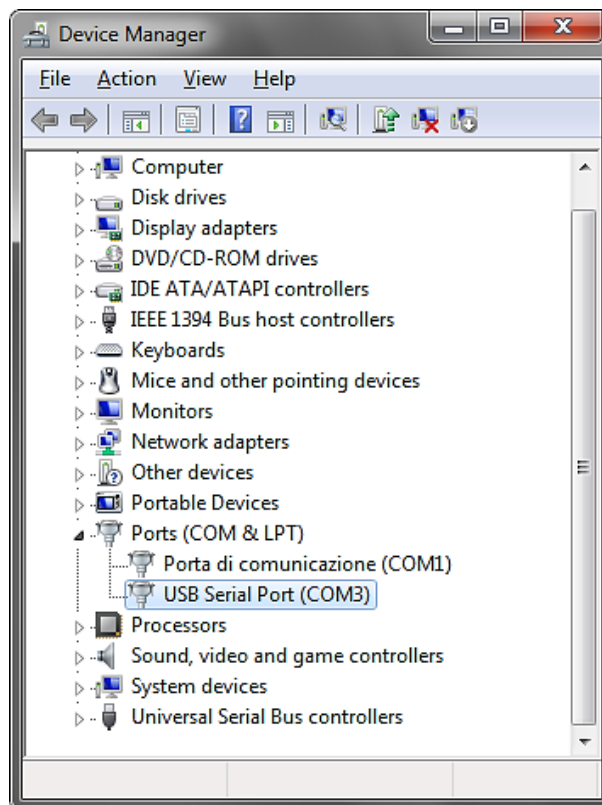 Device Manager
File Action View Help
Computer
Disk drives
Display adapters
DVD/CD-ROM drives
IDE ATA/ATAPI controllers
IEEE 1394 Bus host controllers
Keyboards
Mice and other pointing devices
Monitors
Network adapters
Other devices
Portable Devices
Ports (COM & LPT)
Porta di comunicazione (COM1)
USB Serial Port (COM3)
Processors
Sound, video and game controllers
System devices
Universal Serial Bus controllers